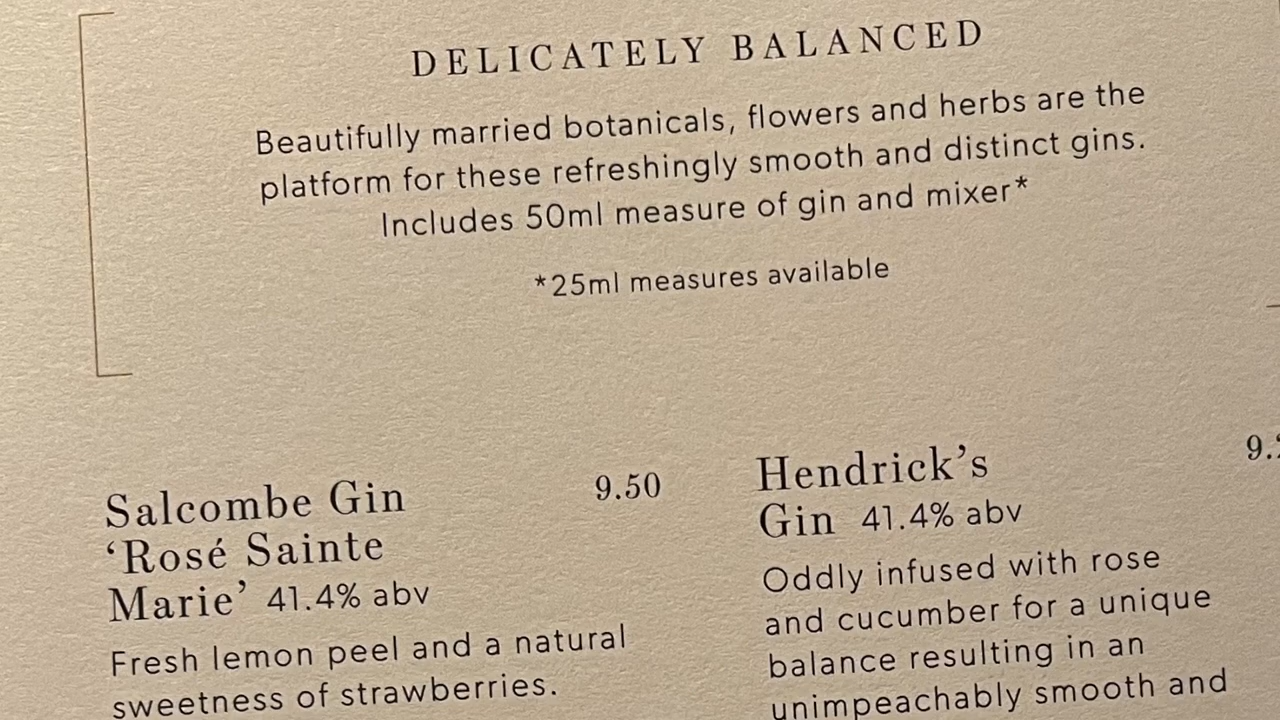 DELICATELY BALANCED
Beautifully married botanicals, flowers and herbs are the
platform for these refreshingly smooth and distinct gins.
Includes 50ml measure of gin and mixer*
*25ml measures available
Salcombe Gin 9.50
‘Rosé Sainte
Marie’ 41.4% abv
Fresh lemon peel and a natural
sweetness of strawberries.
Hendrick’s
Gin 41.4% abv
Oddly infused with rose
and cucumber for a unique
balance resulting in an
unimpeachably smooth and